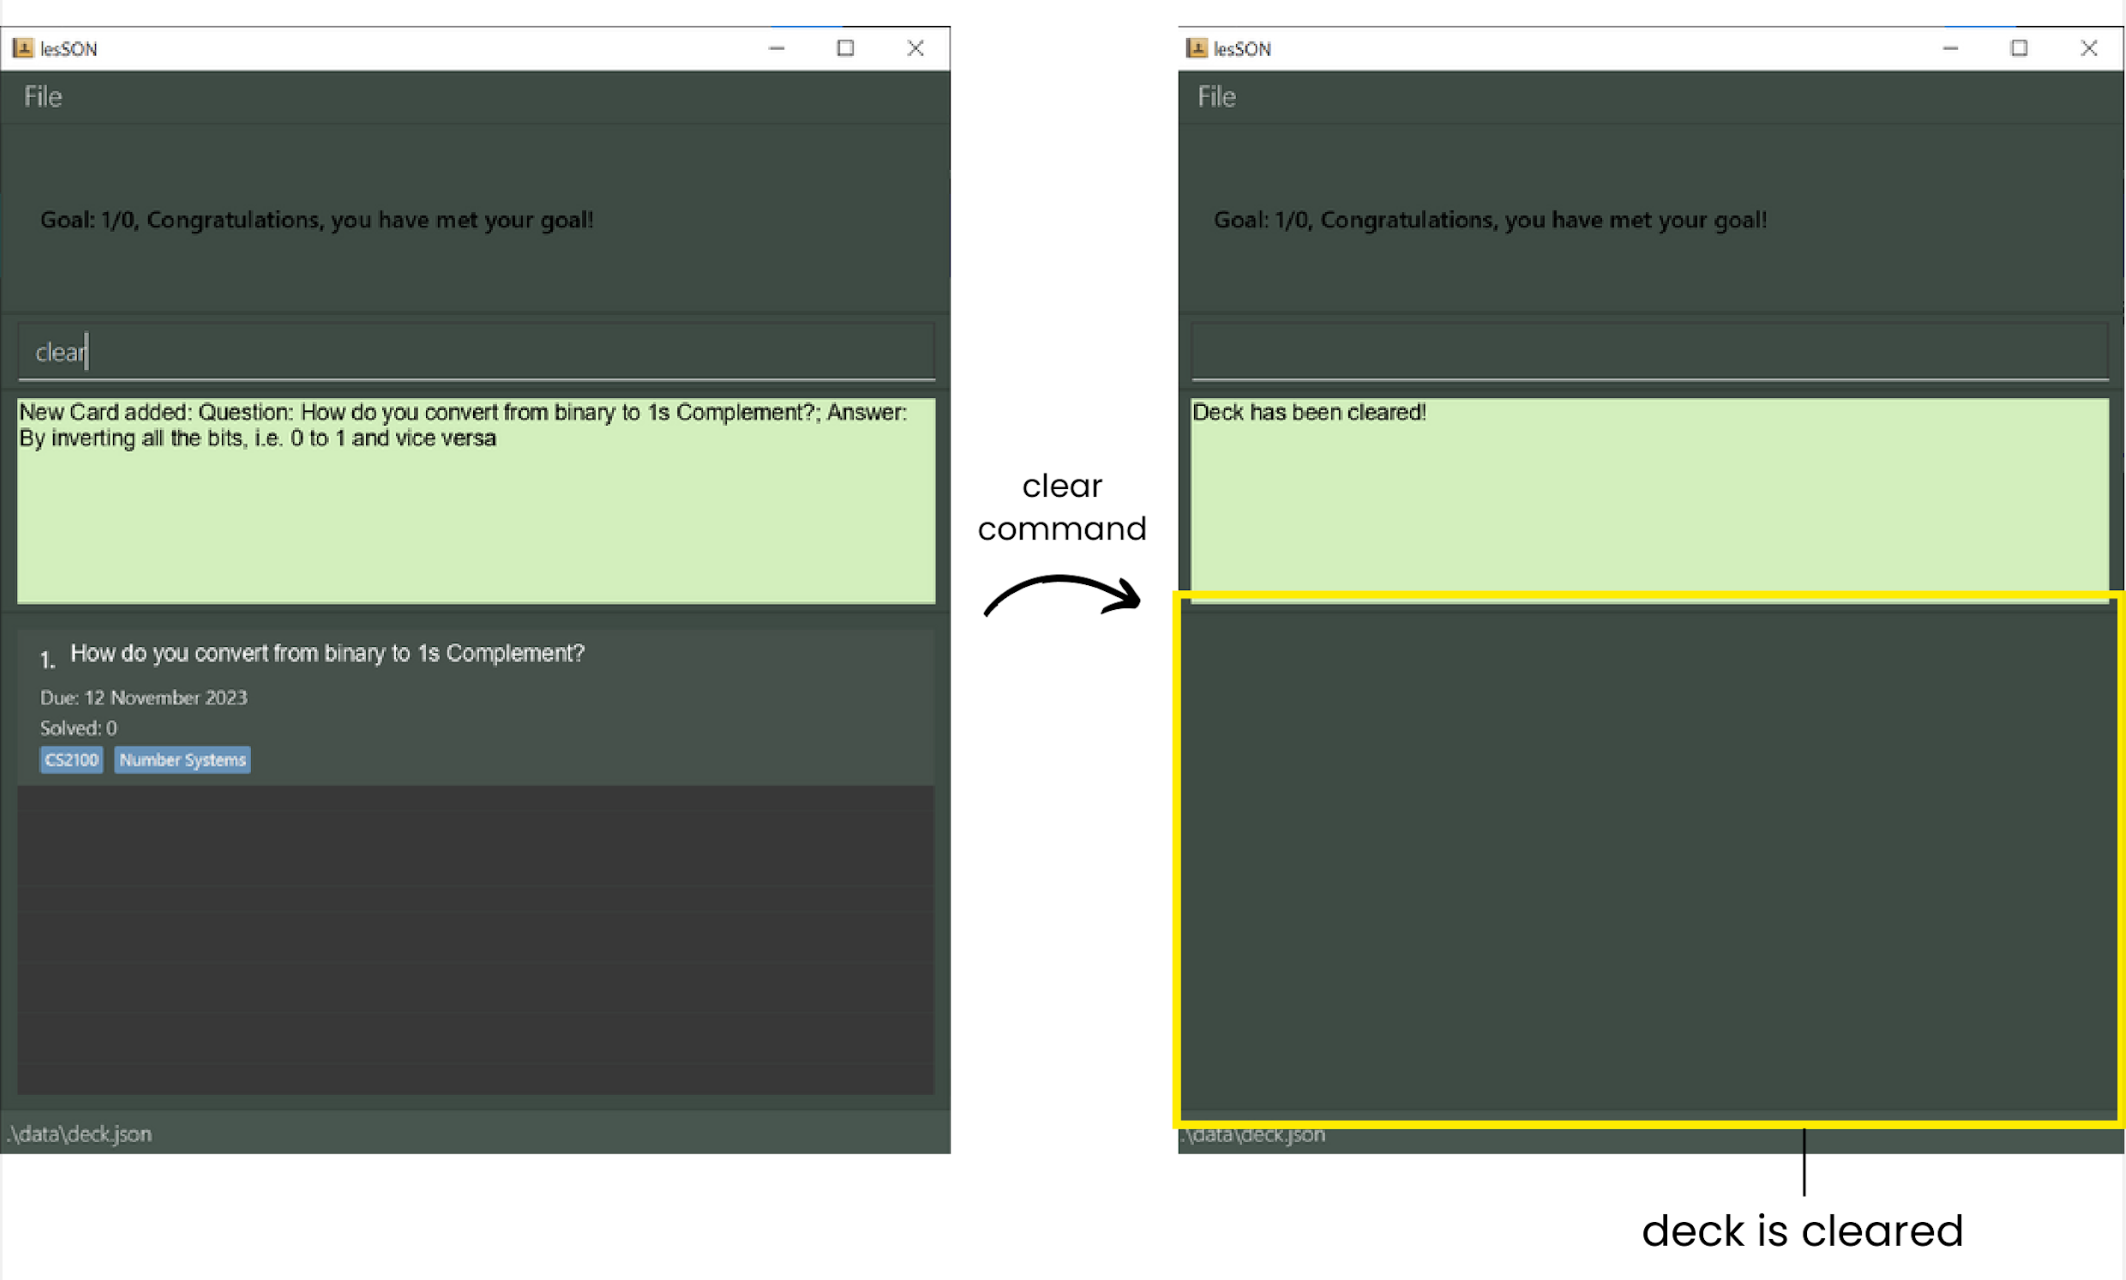 lesSON
File
Goal: 1/0, Congratulations, you have met your goal!
clear
New Card added: Question: How do you convert from binary to 1s Complement?; Answer:
By inverting all the bits, i.e. 0 to 1 and vice versa
1. How do you convert from binary to 1s Complement?
Due: 12 November 2023
Solved: 0
CS2100 Number Systems
.\data\deck.json
clear
command
lesSON
File
Goal: 1/0, Congratulations, you have met your goal!
Deck has been cleared!
.\data\deck.json
deck is cleared